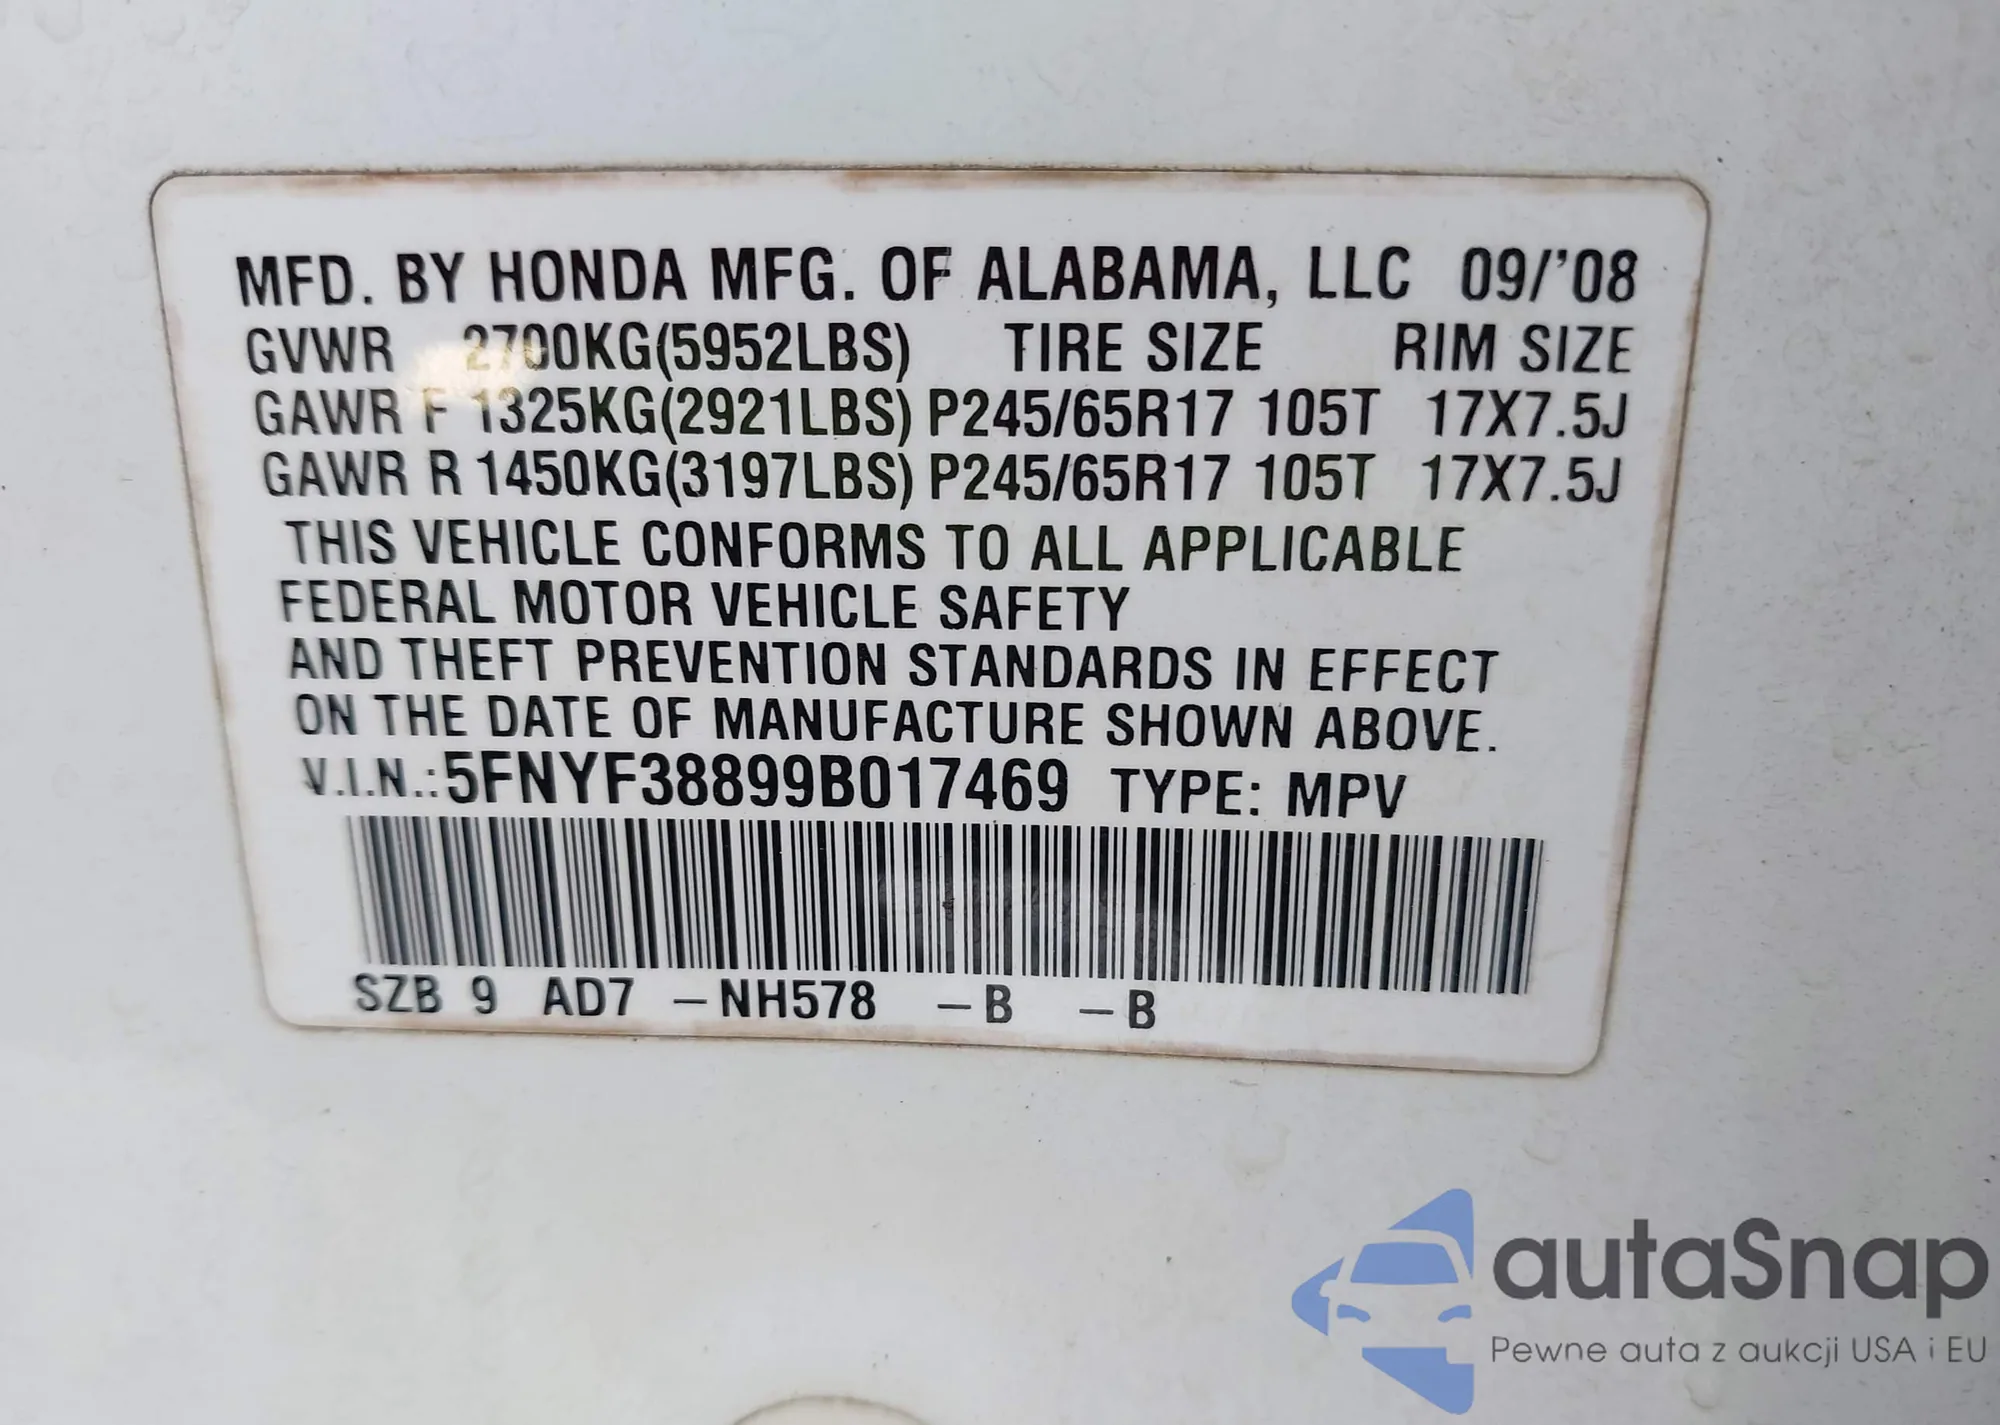 MFD. BY HONDA MFG. OF ALABAMA, LLC 09/'08
GVWR 2700KG(5952LBS) TIRE SIZE RIM SIZE
GAWR F 1325KG(2921LBS) P245/65R17 105T 17X7.5J
GAWR R 1450KG(3197LBS) P245/65R17 105T 17X7.5J
THIS VEHICLE CONFORMS TO ALL APPLICABLE
FEDERAL MOTOR VEHICLE SAFETY
AND THEFT PREVENTION STANDARDS IN EFFECT
ON THE DATE OF MANUFACTURE SHOWN ABOVE.
V.I.N.:5FNYF38899B017469 TYPE: MPV
SZB 9 AD7 –NH578 –B –B
autaSnap
Pewne auta z aukcji USA i EU